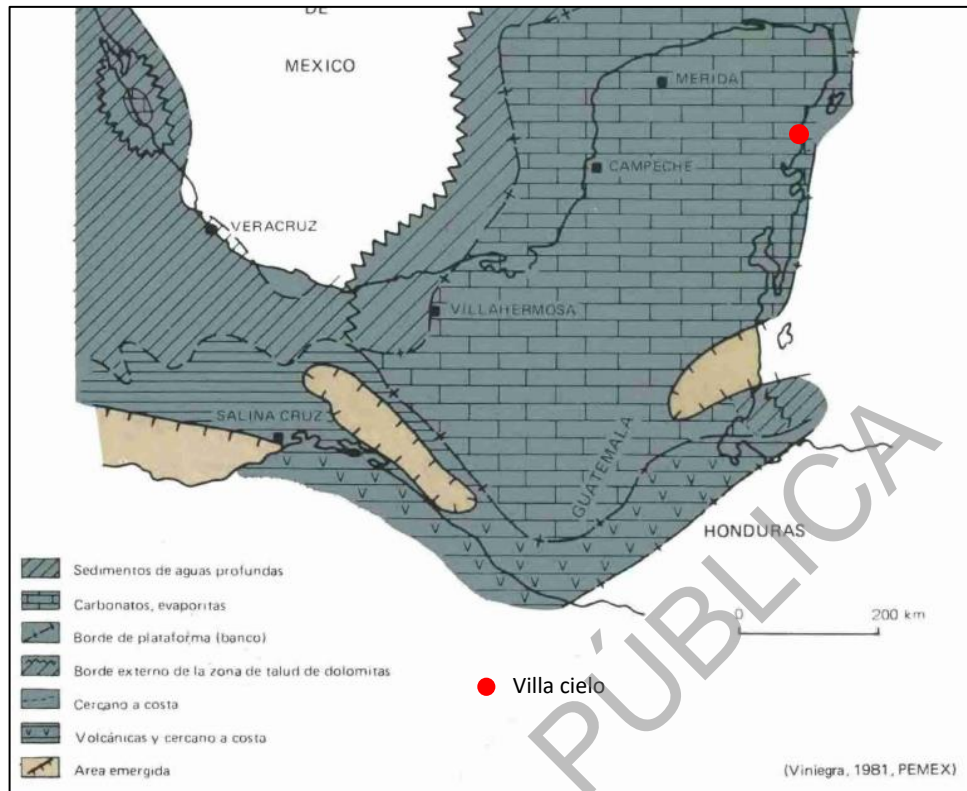 DE
MEXICO
MERIDA
CAMPECHE
VERACRUZ
VILLAHERMOSA
SALINA CRUZ
GUATEMALA
HONDURAS
Sedimentos de aguas profundas
Carbonatos, evaporitas
Borde de plataforma (banco)
Borde externo de la zona de talud de dolomitas
Cercano a costa
Volcánicas y cercano a costa
Area emergida
0 200 km
Villa cielo
(Viniegra, 1981, PEMEX)
PÚBLICA